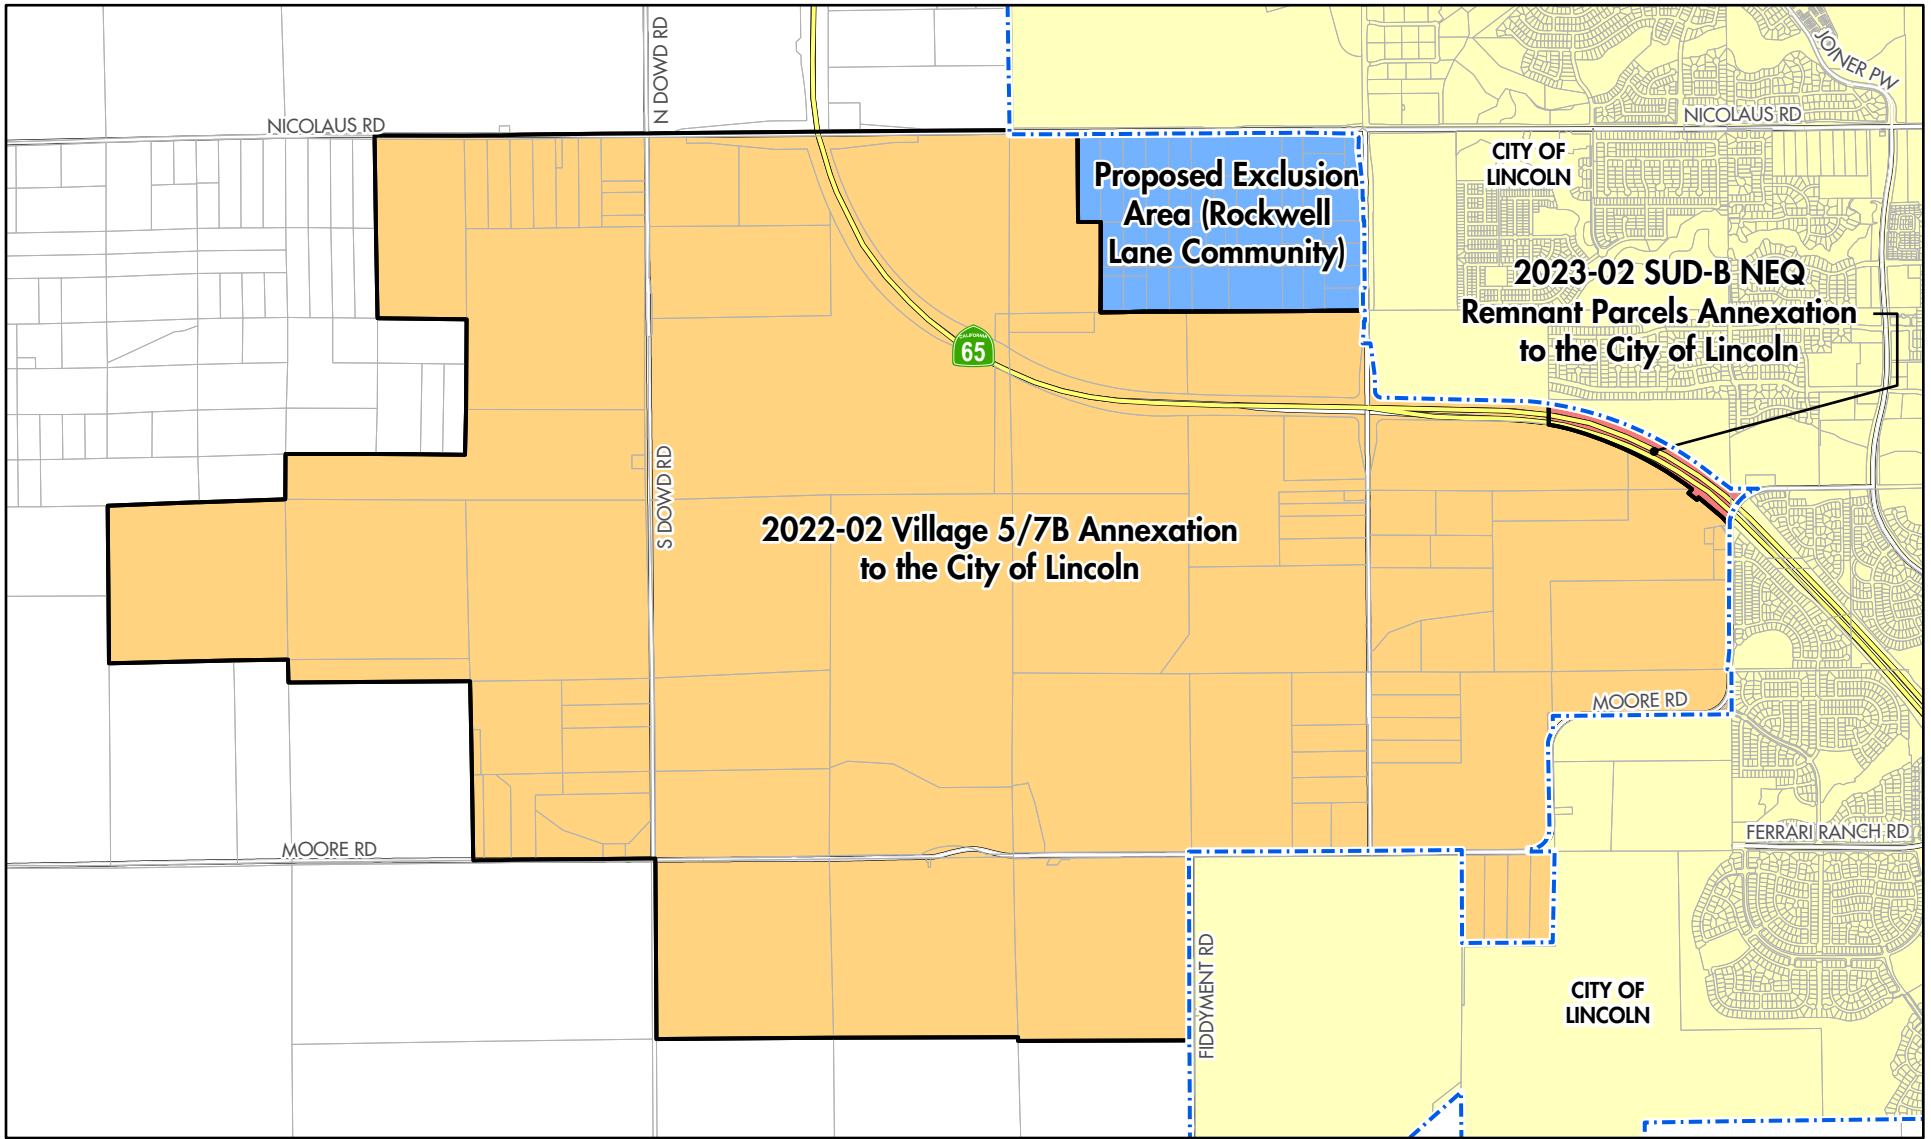 N DOWD RD
JOINER PW
NICOLAUS RD
NICOLAUS RD
CITY OF
LINCOLN
Proposed Exclusion
Area (Rockwell
Lane Community)
2023-02 SUD-B NEQ
Remnant Parcels Annexation
to the City of Lincoln
CALIFORNIA
65
S DOWD RD
2022-02 Village 5/7B Annexation
to the City of Lincoln
MOORE RD
FERRARI RANCH RD
MOORE RD
FIDDYMENT RD
CITY OF
LINCOLN